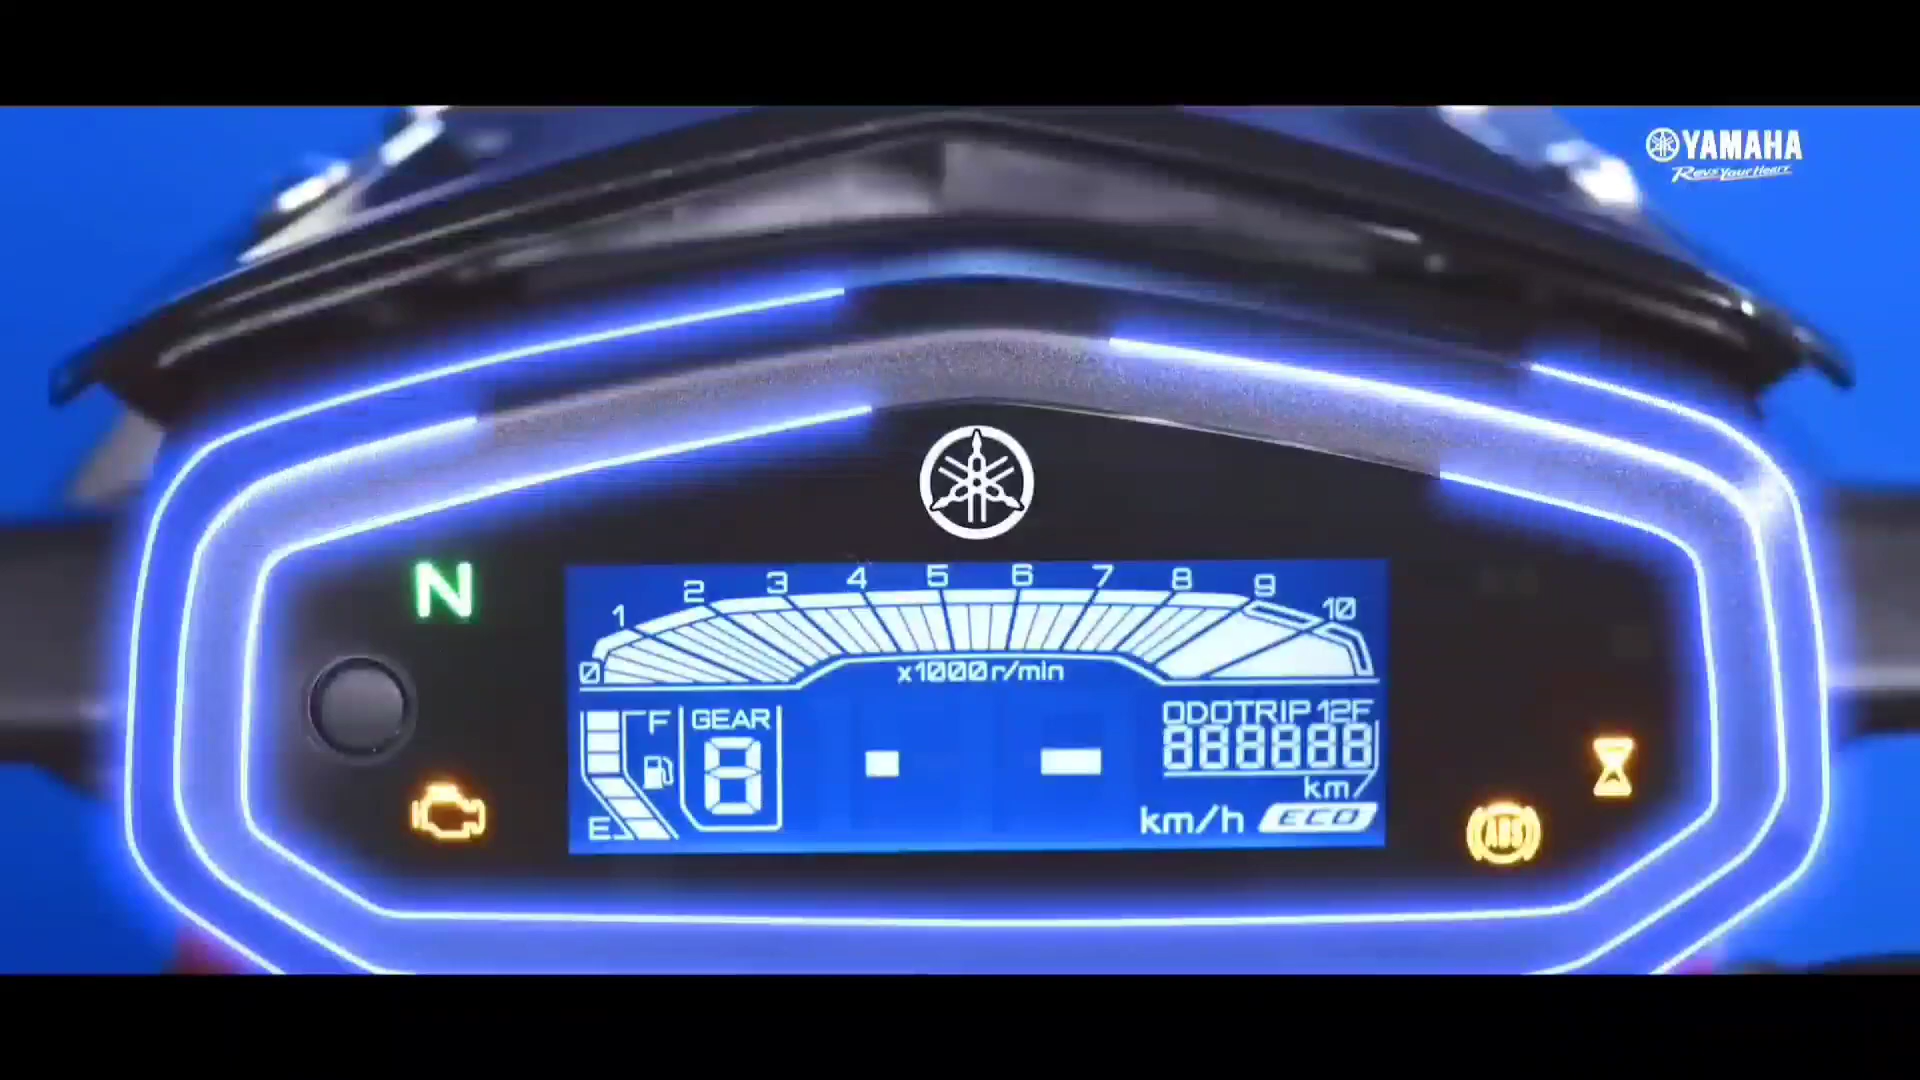 YAMAHA
Revs Your Heart
N
0 1 2 3 4 5 6 7 8 9 10
x1000r/min
F
GEAR
8
ODOTRIP 12F
888888
km
E
km/h
ECO
ABS